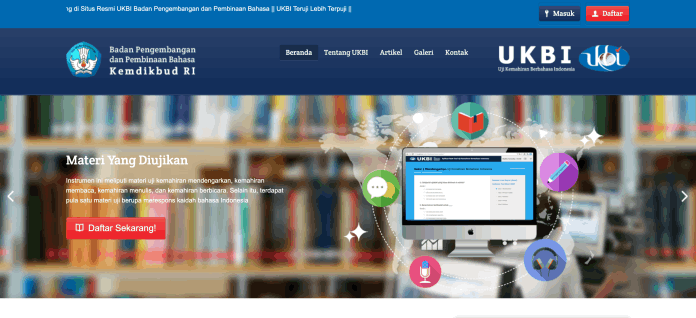 ng di Situs Resmi UKBI Badan Pengembangan dan Pembinaan Bahasa || UKBI Teruji Lebih Terpuji ||
Masuk
Daftar
Badan Pengembangan
dan Pembinaan Bahasa
Kemdikbud RI
Beranda
Tentang UKBI
Artikel
Galeri
Kontak
UKBI
Uji Kemahiran Berbahasa Indonesia
ukbi
Materi Yang Diujikan
Instrumen ini meliputi materi uji kemahiran mendengarkan, kemahiran
membaca, kemahiran menulis, dan kemahiran berbicara. Selain itu, terdapat
pula satu materi uji berupa merespons kaidah bahasa Indonesia
Daftar Sekarang!
UKBI